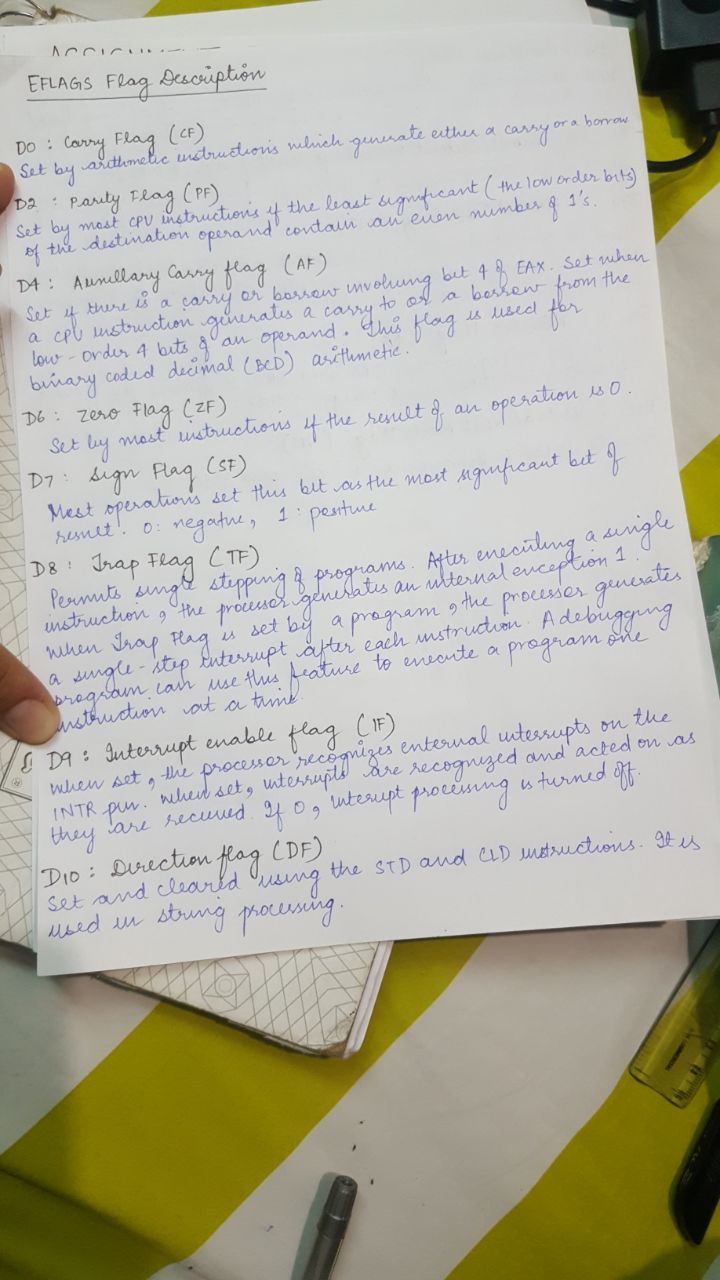 ASSIGNME
EFLAGS Flag Description
D0 : Carry Flag (CF)
Set by arithmetic instructions which generate either a carry or a borrow
D2 : Parity Flag (PF)
Set by most CPU instructions if the least significant (the low order bits)
of the destination operand contain an even number of 1's.
D4 : Auxillary Carry flag (AF)
Set if there is a carry or borrow involving bit 4 of EAX. Set when
a CPU instruction generates a carry to or a borrow from the
low-order 4 bits of an operand. This flag is used for
binary coded decimal (BCD) arithmetic.
D6 : Zero Flag (ZF)
Set by most instructions if the result of an operation is 0.
D7 : Sign Flag (SF)
Most operations set this bit as the most significant bit of
result. 0: negative, 1: positive
D8 : Trap Flag (TF)
Permits single stepping of programs. After executing a single
instruction, the processor generates an internal exception 1.
When Trap Flag is set by a program, the processor generates
a single-step interrupt after each instruction. A debugging
program can use this feature to execute a program one
instruction at a time.
D9 : Interrupt enable flag (IF)
When set, the processor recognizes external interrupts on the
INTR pin. When set, interrupts are recognized and acted on as
they are recieved. If 0, interupt processing is turned off.
D10 : Direction flag (DF)
Set and cleared using the STD and CLD instructions. It is
used in string processing.